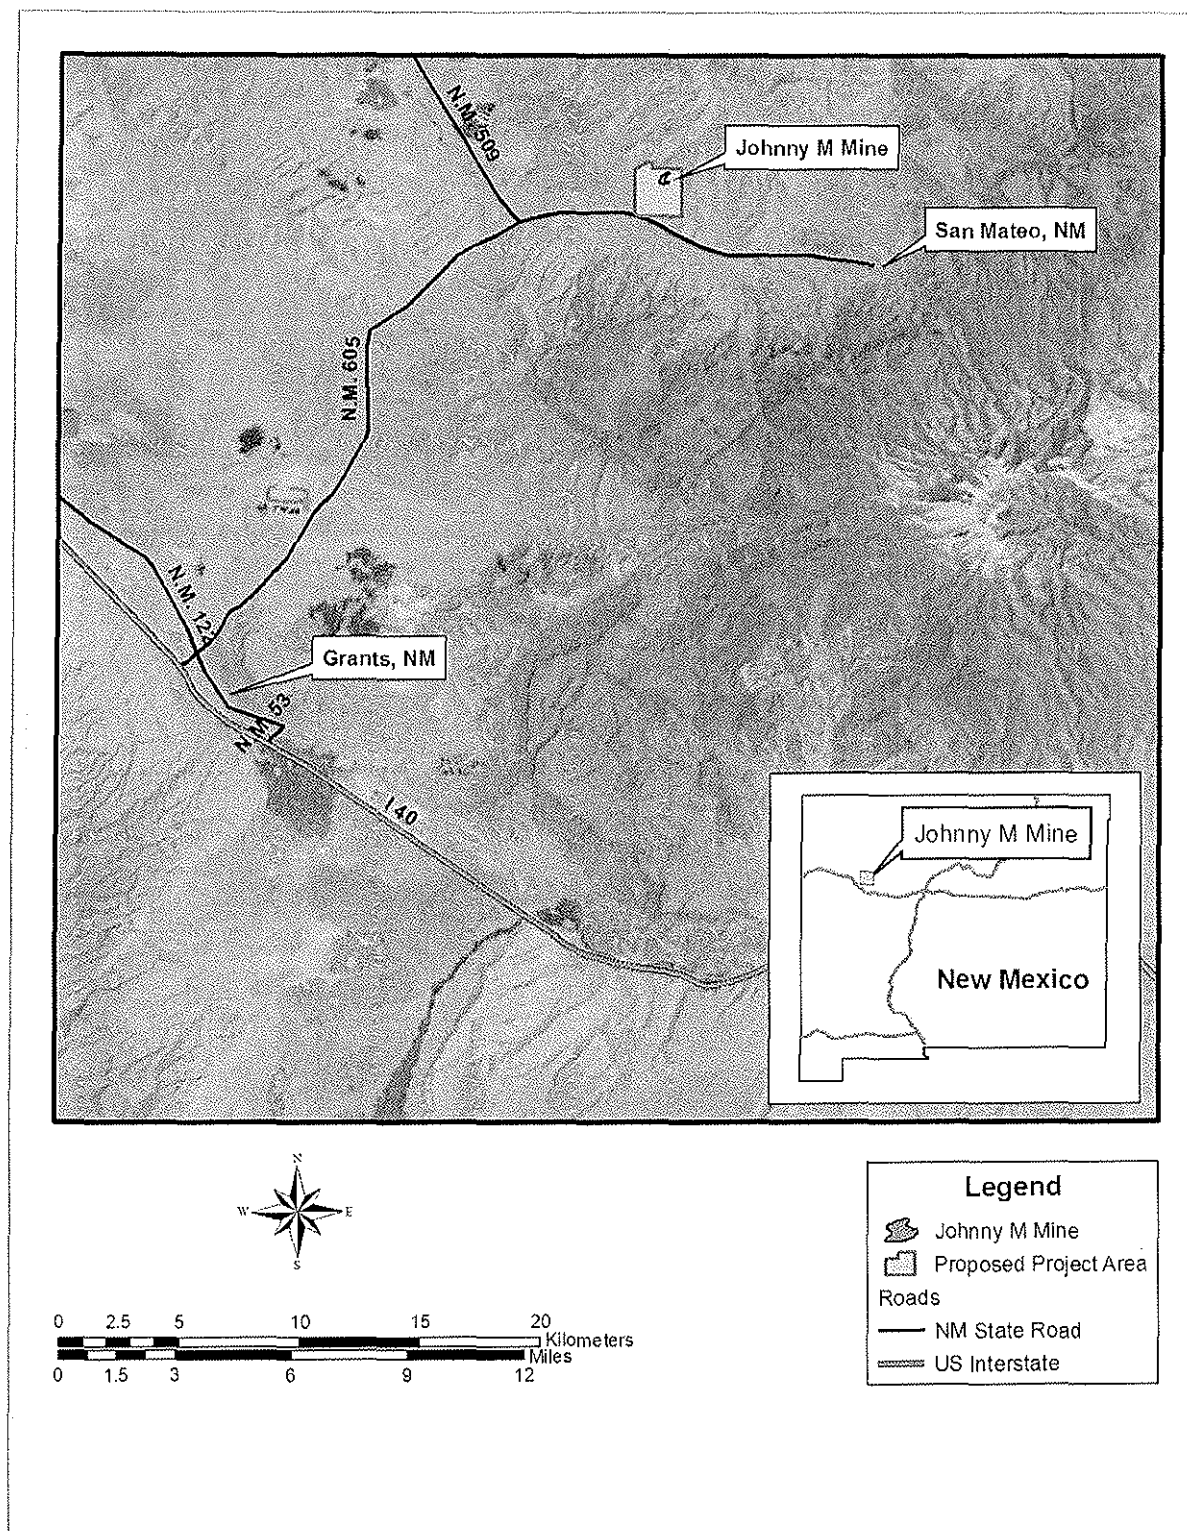 N.M. 509
Johnny M Mine
San Mateo, NM
N.M. 605
N.M. 122
Grants, NM
N.M. 53
I 40
Johnny M Mine
New Mexico
N
W E
S
Legend
Johnny M Mine
Proposed Project Area
Roads
NM State Road
US Interstate
0 2.5 5 10 15 20
Kilometers
Miles
0 1.5 3 6 9 12